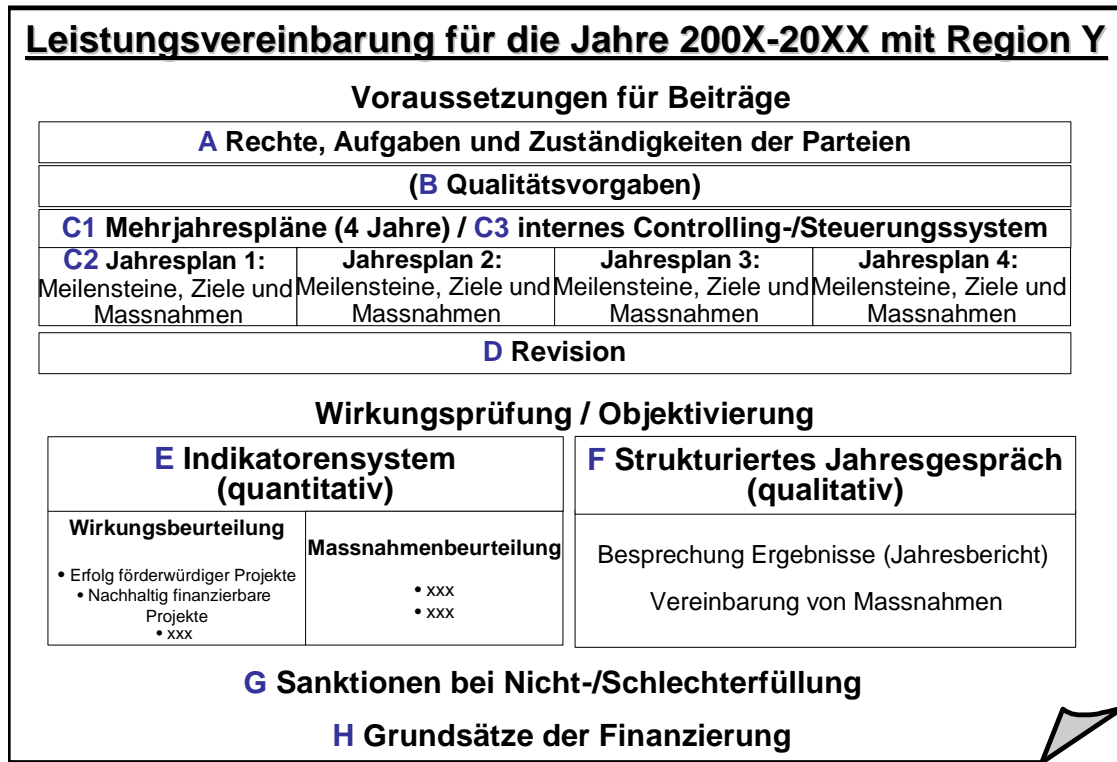 Leistungsvereinbarung für die Jahre 200X-20XX mit Region Y
Voraussetzungen für Beiträge
A Rechte, Aufgaben und Zuständigkeiten der Parteien
(B Qualitätsvorgaben)
C1 Mehrjahrespläne (4 Jahre) / C3 internes Controlling-/Steuerungssystem
C2 Jahresplan 1:
Meilensteine, Ziele und
Massnahmen
Jahresplan 2:
Meilensteine, Ziele und
Massnahmen
Jahresplan 3:
Meilensteine, Ziele und
Massnahmen
Jahresplan 4:
Meilensteine, Ziele und
Massnahmen
D Revision
Wirkungsprüfung / Objektivierung
E Indikatorensystem
(quantitativ)
Wirkungsbeurteilung
• Erfolg förderwürdiger Projekte
• Nachhaltig finanzierbare
Projekte
• xxx
Massnahmenbeurteilung
• xxx
• xxx
F Strukturiertes Jahresgespräch
(qualitativ)
Besprechung Ergebnisse (Jahresbericht)
Vereinbarung von Massnahmen
G Sanktionen bei Nicht-/Schlechterfüllung
H Grundsätze der Finanzierung